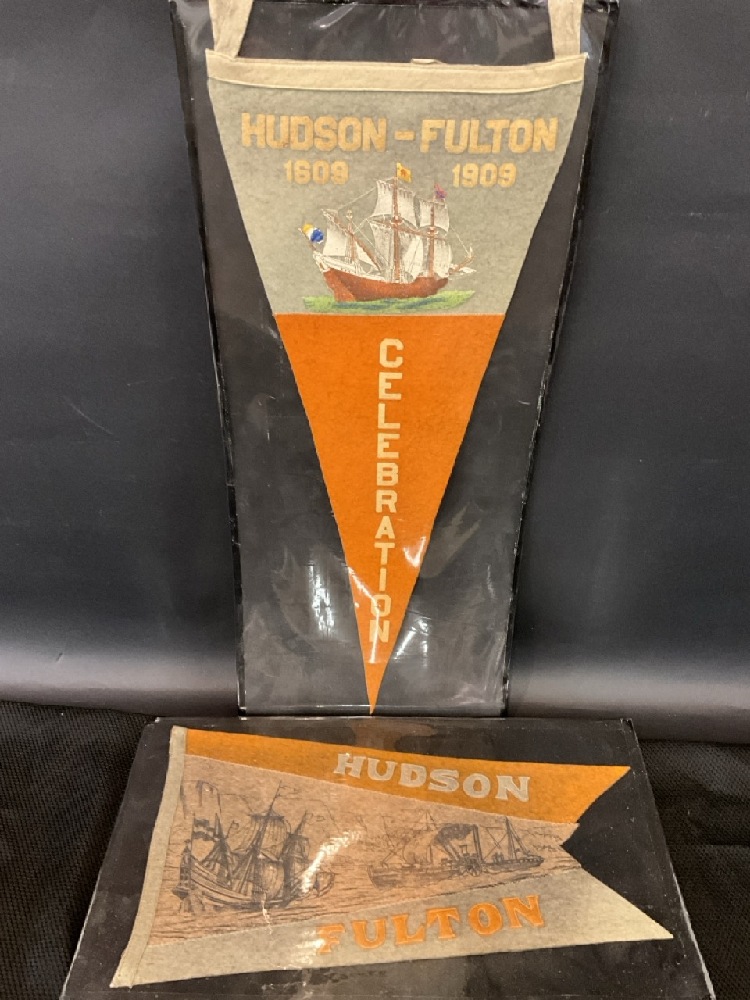 HUDSON - FULTON
1609 1909
CELEBRATION
HUDSON
FULTON